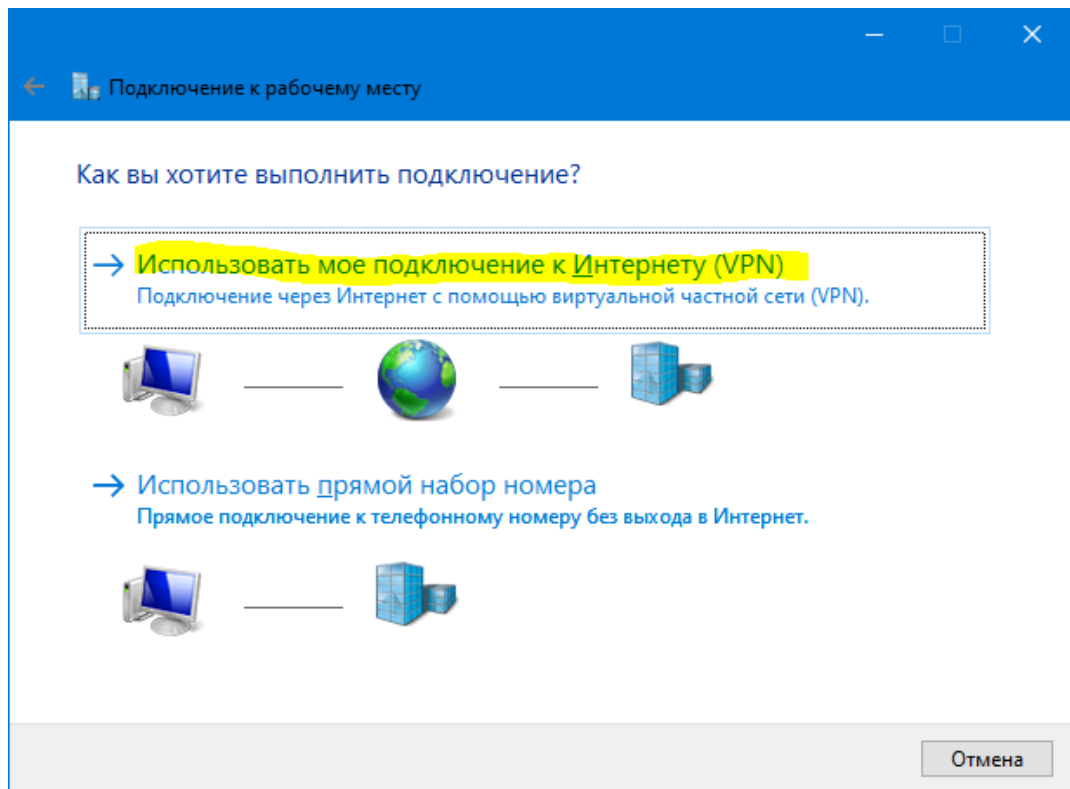 Подключение к рабочему месту
Как вы хотите выполнить подключение?
Использовать мое подключение к Интернету (VPN)
Подключение через Интернет с помощью виртуальной частной сети (VPN).
Использовать прямой набор номера
Прямое подключение к телефонному номеру без выхода в Интернет.
Отмена